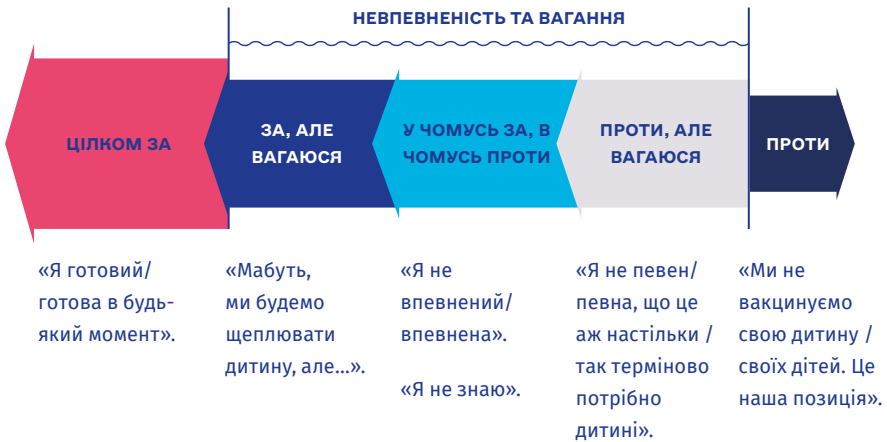 НЕВПЕВНЕНІСТЬ ТА ВАГАННЯ
ЦІЛКОМ ЗА
ЗА, АЛЕ
ВАГАЮСЯ
У ЧОМУСЬ ЗА, В
ЧОМУСЬ ПРОТИ
ПРОТИ, АЛЕ
ВАГАЮСЯ
ПРОТИ
«Я готовий/
готова в будь-
який момент».
«Мабуть,
ми будемо
щеплювати
дитину, але...».
«Я не
впевнений/
впевнена».
«Я не знаю».
«Я не певен/
певна, що це
аж настільки /
так терміново
потрібно
дитині».
«Ми не
вакцинуємо
свою дитину /
своїх дітей. Це
наша позиція».